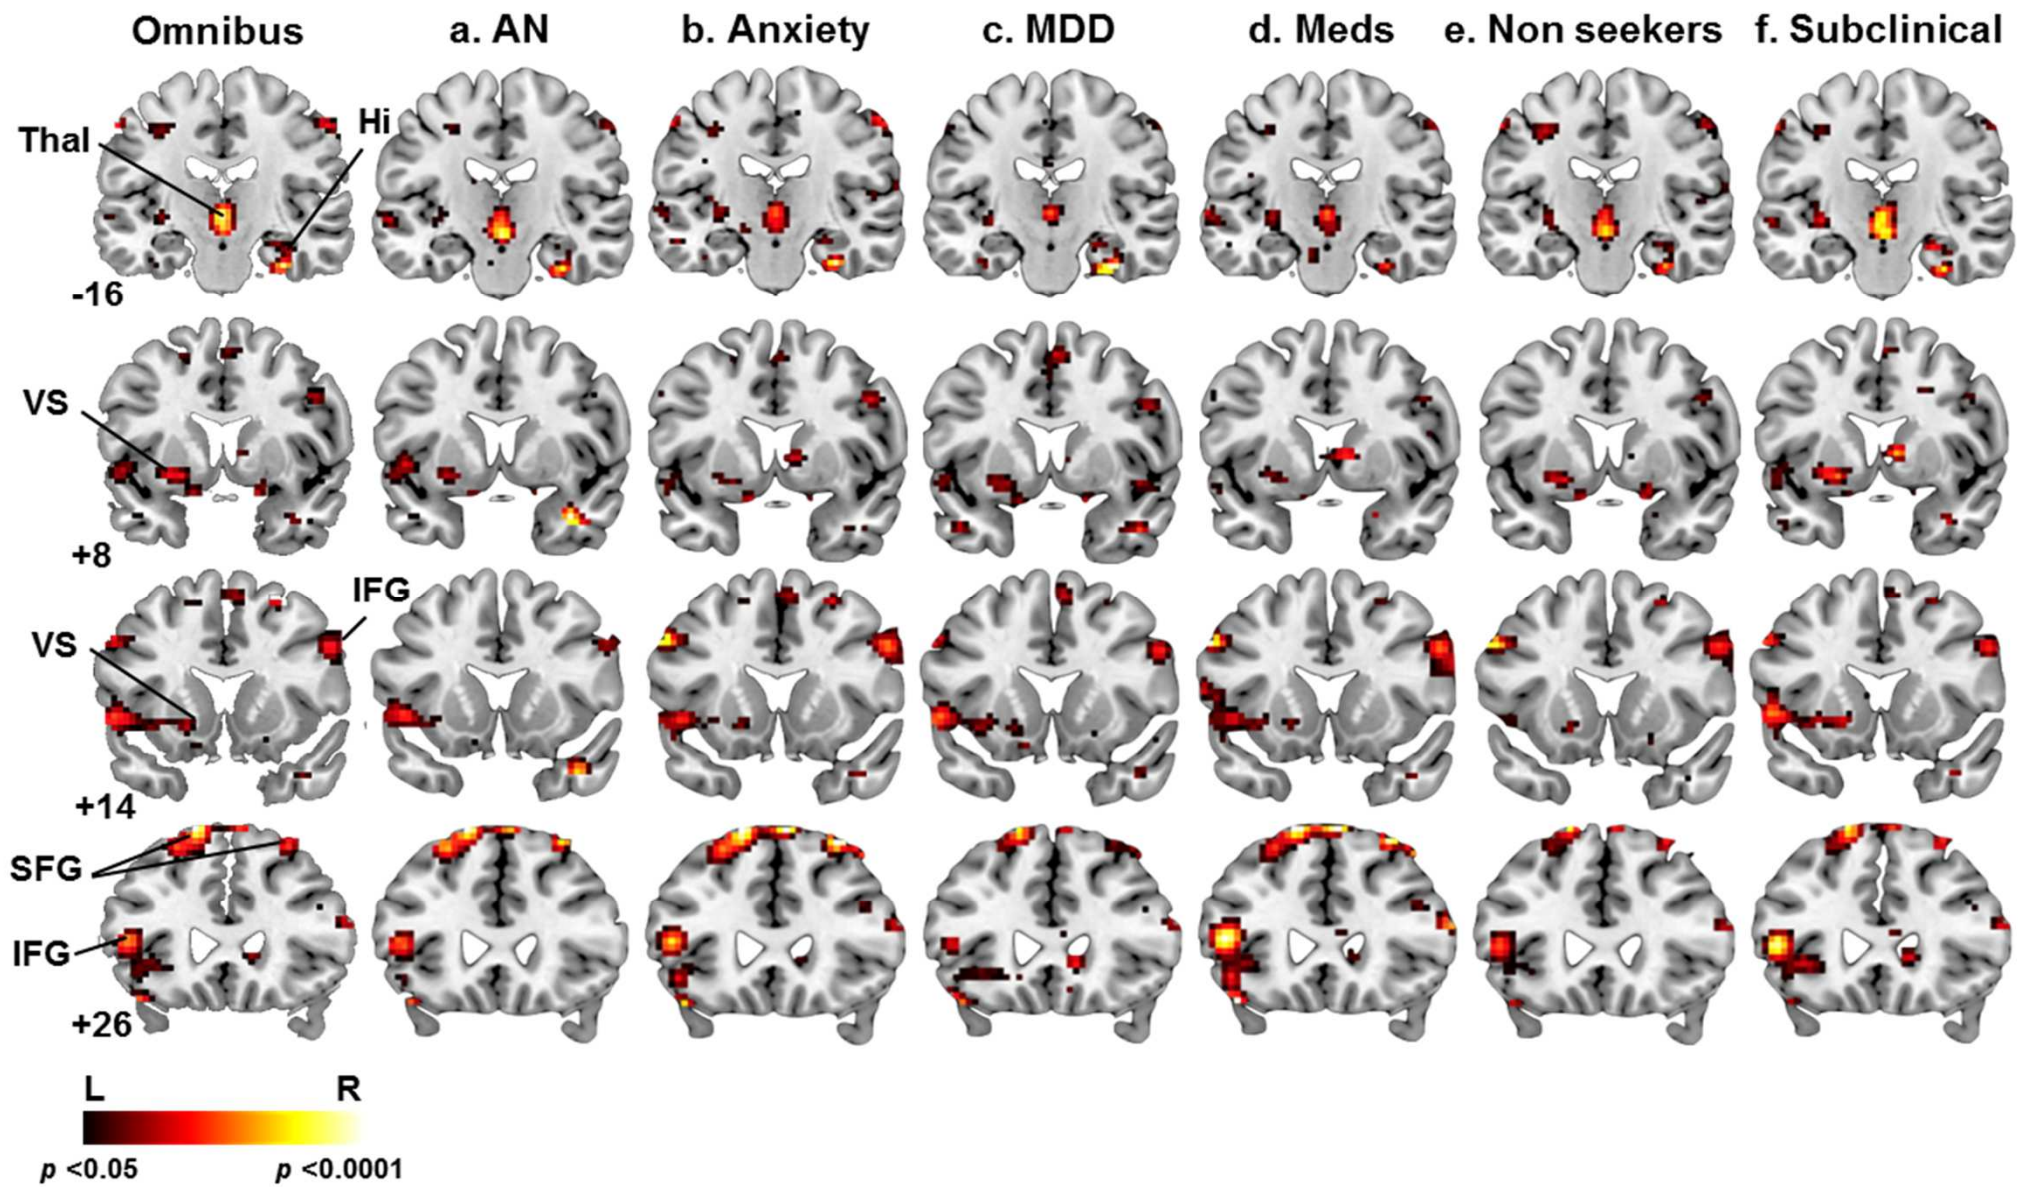 Omnibus a. AN b. Anxiety c. MDD d. Meds e. Non seekers f. Subclinical
Hi
Thal
-16
VS
+8
IFG
VS
+14
SFG
IFG
+26
L R
p <0.05 p <0.0001